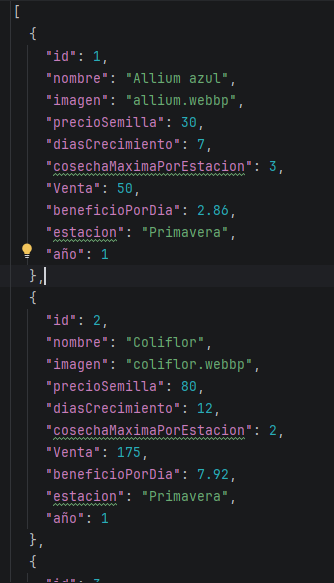 [
{
"id": 1,
"nombre": "Allium azul",
"imagen": "allium.webbp",
"precioSemilla": 30,
"diasCrecimiento": 7,
"cosechaMaximaPorEstacion": 3,
"Venta": 50,
"beneficioPorDia": 2.86,
"estacion": "Primavera",
"año": 1
},
{
"id": 2,
"nombre": "Coliflor",
"imagen": "coliflor.webbp",
"precioSemilla": 80,
"diasCrecimiento": 12,
"cosechaMaximaPorEstacion": 2,
"Venta": 175,
"beneficioPorDia": 7.92,
"estacion": "Primavera",
"año": 1
},
{